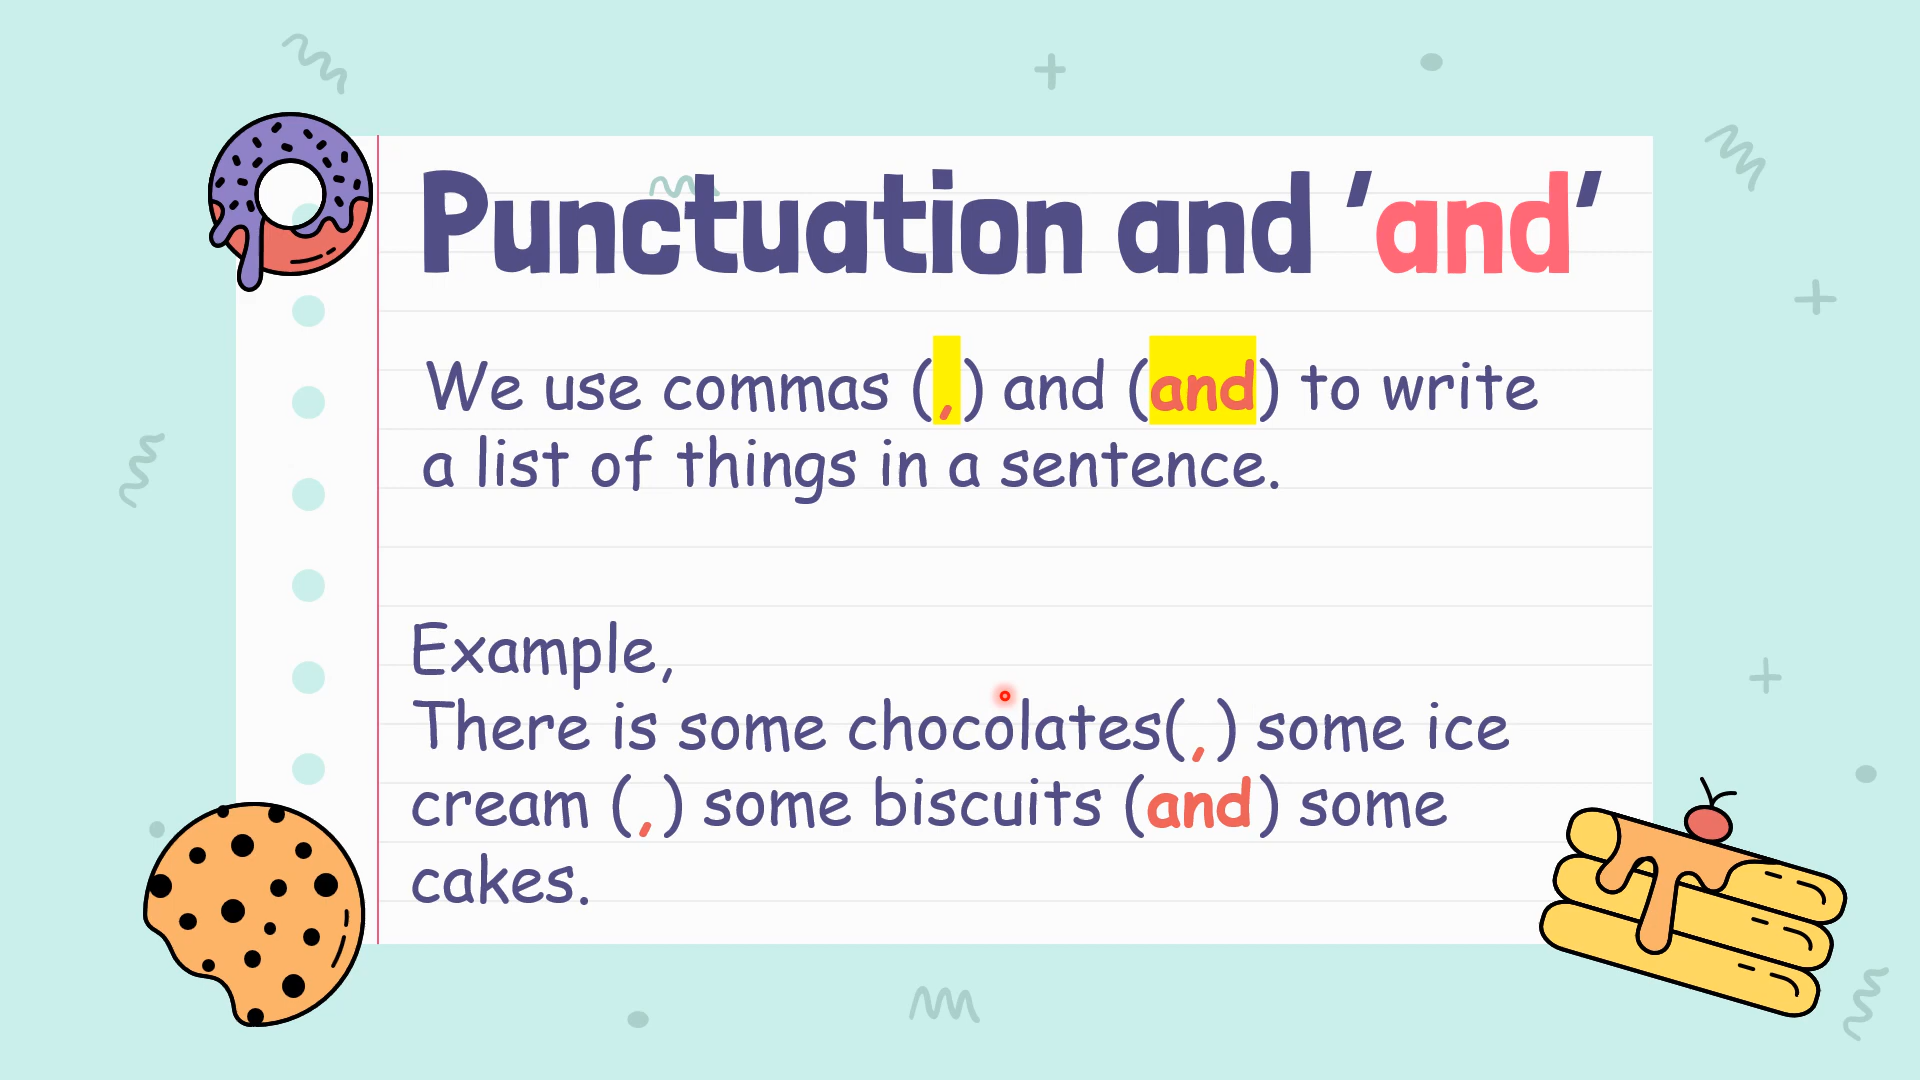 Punctuation and ’and’
We use commas (,) and (and) to write
a list of things in a sentence.
Example,
There is some chocolates(,) some ice
cream (,) some biscuits (and) some
cakes.